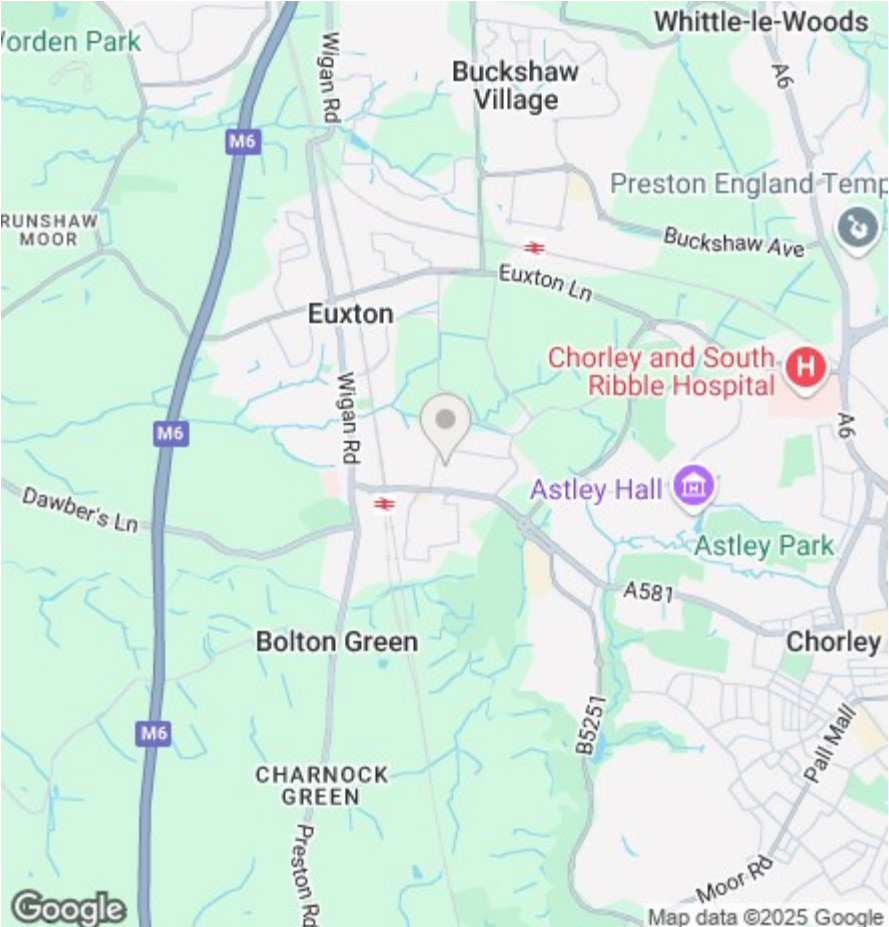 Whittle-le-Woods
Worden Park
Wigan Rd
A6
Buckshaw
Village
M6
Preston England Temp
RUNSHAW
MOOR
Buckshaw Ave
Euxton Ln
Euxton
Chorley and South
Ribble Hospital
H
Wigan Rd
A6
M6
Astley Hall
Dawber's Ln
Astley Park
A581
Bolton Green
Chorley
B5251
M6
Pall Mall
CHARNOCK
GREEN
Preston Rd
Moor Rd
Google
Map data ©2025 Google